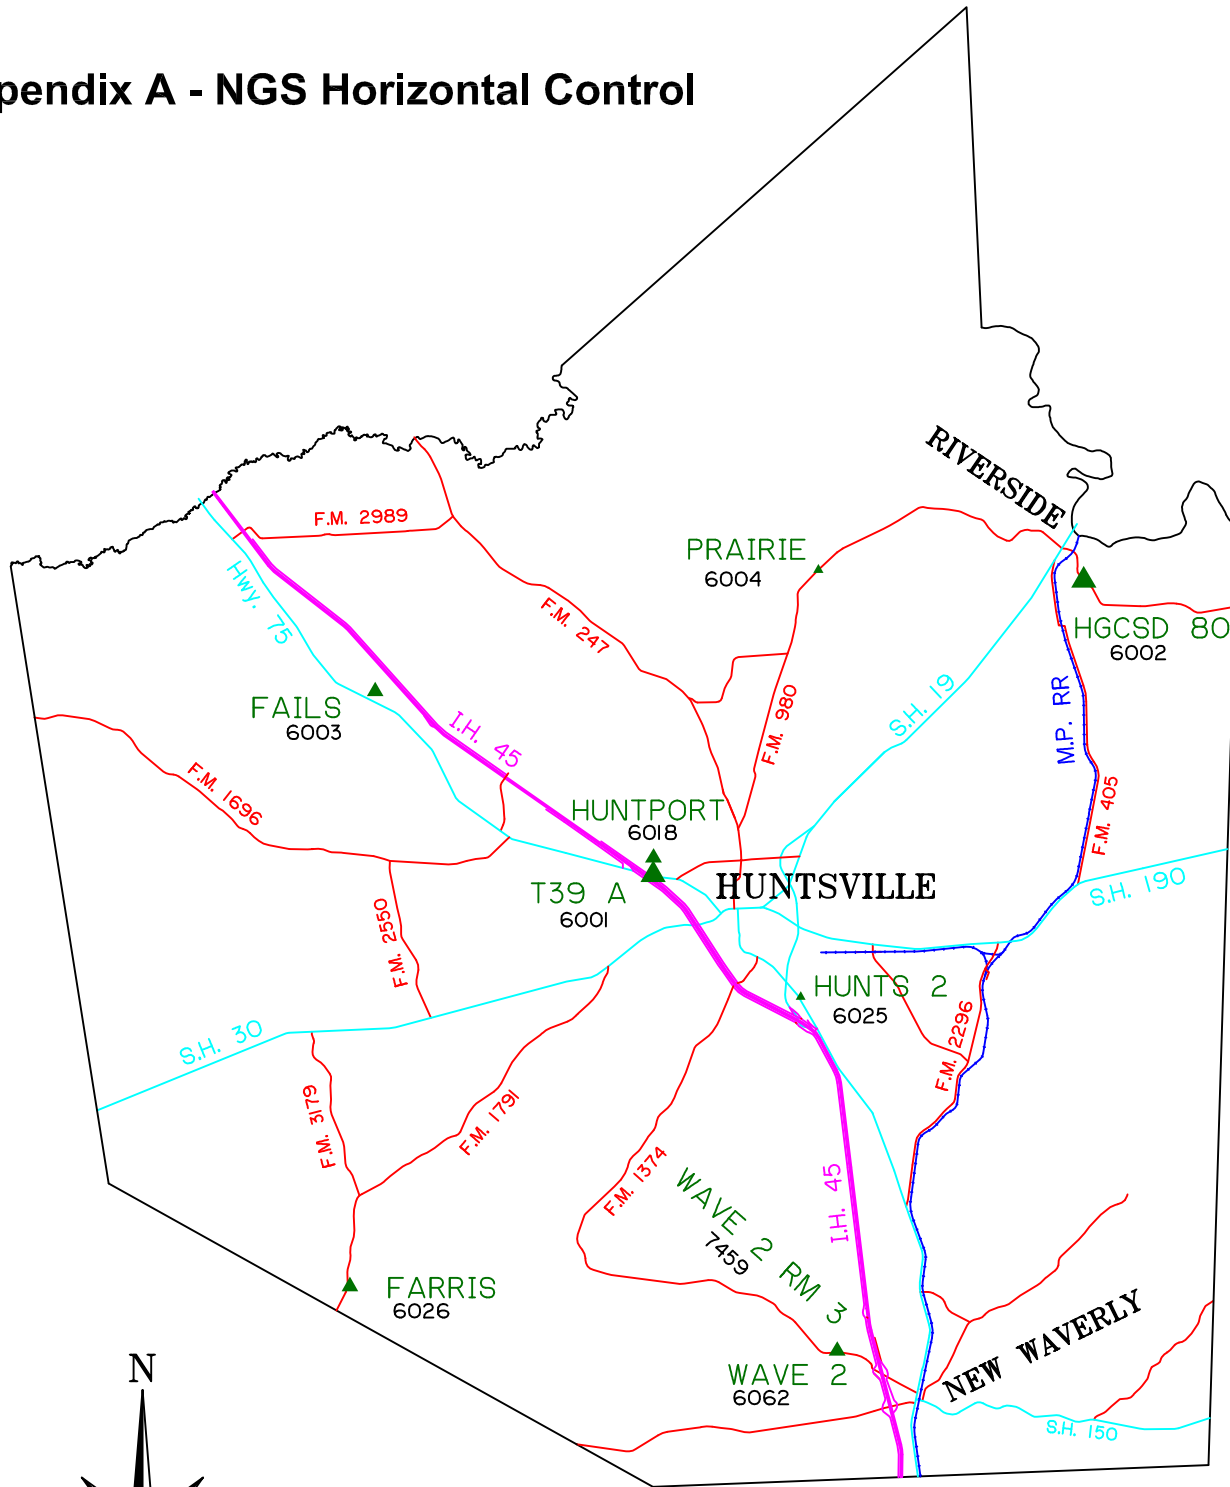 pendix A - NGS Horizontal Control
RIVERSIDE
F.M. 2989
PRAIRIE
6004
Hwy. 75
F.M. 247
HGCSD 80
6002
FAILS
6003
S.H. 19
M.P. RR
F.M. 980
I.H. 45
F.M. 1696
F.M. 405
HUNTPORT
6018
T39 A
6001
HUNTSVILLE
S.H. 190
F.M. 2550
HUNTS 2
6025
S.H. 30
F.M. 2296
F.M. 3179
F.M. 1791
F.M. 1374
WAVE 2 RM 3
7459
I.H. 45
FARRIS
6026
NEW WAVERLY
WAVE 2
6062
S.H. 150
N